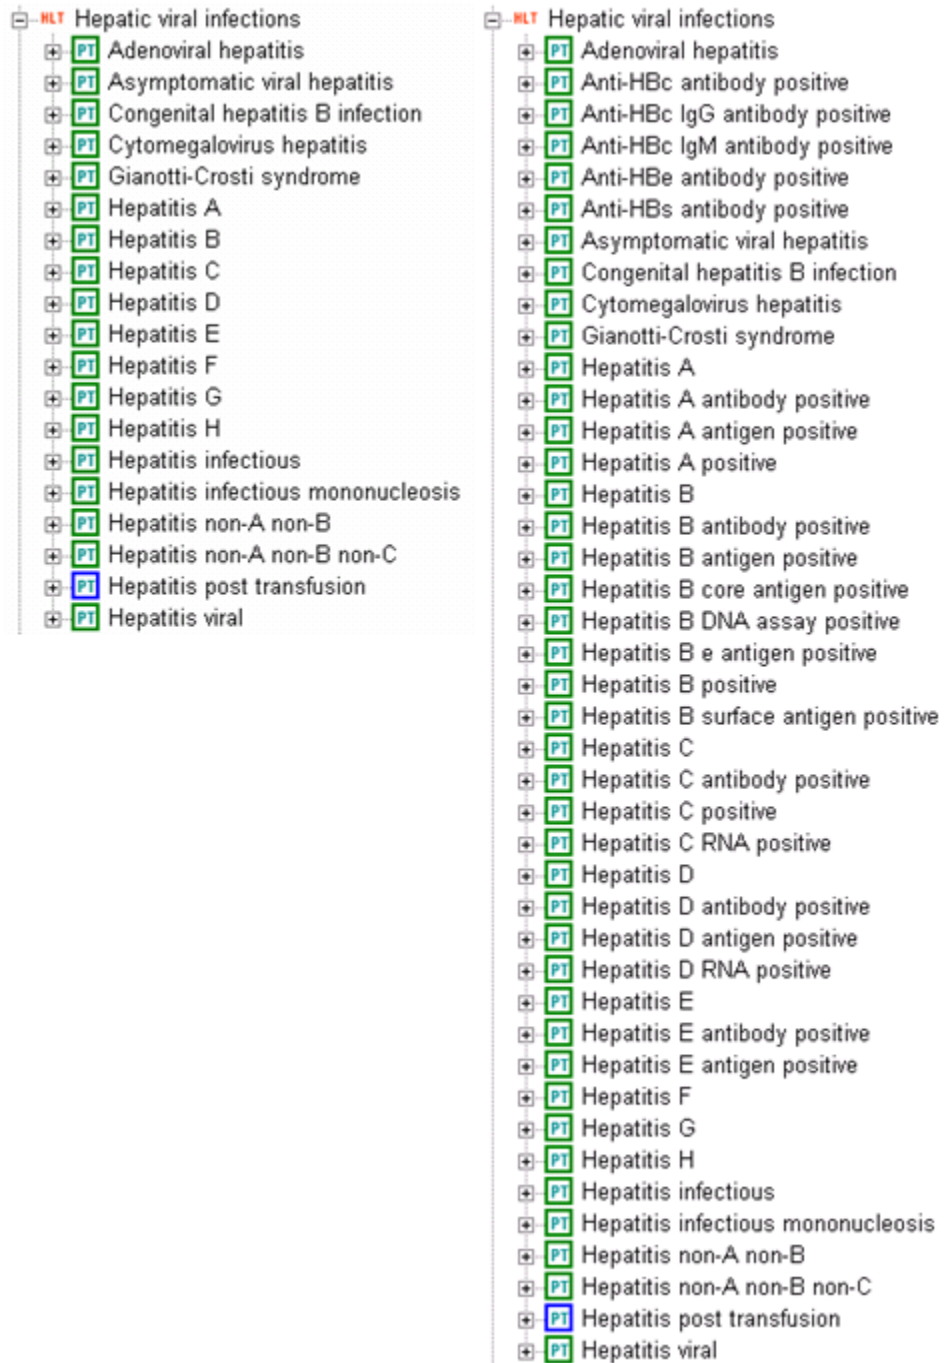 HLT Hepatic viral infections
PT Adenoviral hepatitis
PT Asymptomatic viral hepatitis
PT Congenital hepatitis B infection
PT Cytomegalovirus hepatitis
PT Gianotti-Crosti syndrome
PT Hepatitis A
PT Hepatitis B
PT Hepatitis C
PT Hepatitis D
PT Hepatitis E
PT Hepatitis F
PT Hepatitis G
PT Hepatitis H
PT Hepatitis infectious
PT Hepatitis infectious mononucleosis
PT Hepatitis non-A non-B
PT Hepatitis non-A non-B non-C
PT Hepatitis post transfusion
PT Hepatitis viral
HLT Hepatic viral infections
PT Adenoviral hepatitis
PT Anti-HBc antibody positive
PT Anti-HBc IgG antibody positive
PT Anti-HBc IgM antibody positive
PT Anti-HBe antibody positive
PT Anti-HBs antibody positive
PT Asymptomatic viral hepatitis
PT Congenital hepatitis B infection
PT Cytomegalovirus hepatitis
PT Gianotti-Crosti syndrome
PT Hepatitis A
PT Hepatitis A antibody positive
PT Hepatitis A antigen positive
PT Hepatitis A positive
PT Hepatitis B
PT Hepatitis B antibody positive
PT Hepatitis B antigen positive
PT Hepatitis B core antigen positive
PT Hepatitis B DNA assay positive
PT Hepatitis B e antigen positive
PT Hepatitis B positive
PT Hepatitis B surface antigen positive
PT Hepatitis C
PT Hepatitis C antibody positive
PT Hepatitis C positive
PT Hepatitis C RNA positive
PT Hepatitis D
PT Hepatitis D antibody positive
PT Hepatitis D antigen positive
PT Hepatitis D RNA positive
PT Hepatitis E
PT Hepatitis E antibody positive
PT Hepatitis E antigen positive
PT Hepatitis F
PT Hepatitis G
PT Hepatitis H
PT Hepatitis infectious
PT Hepatitis infectious mononucleosis
PT Hepatitis non-A non-B
PT Hepatitis non-A non-B non-C
PT Hepatitis post transfusion
PT Hepatitis viral